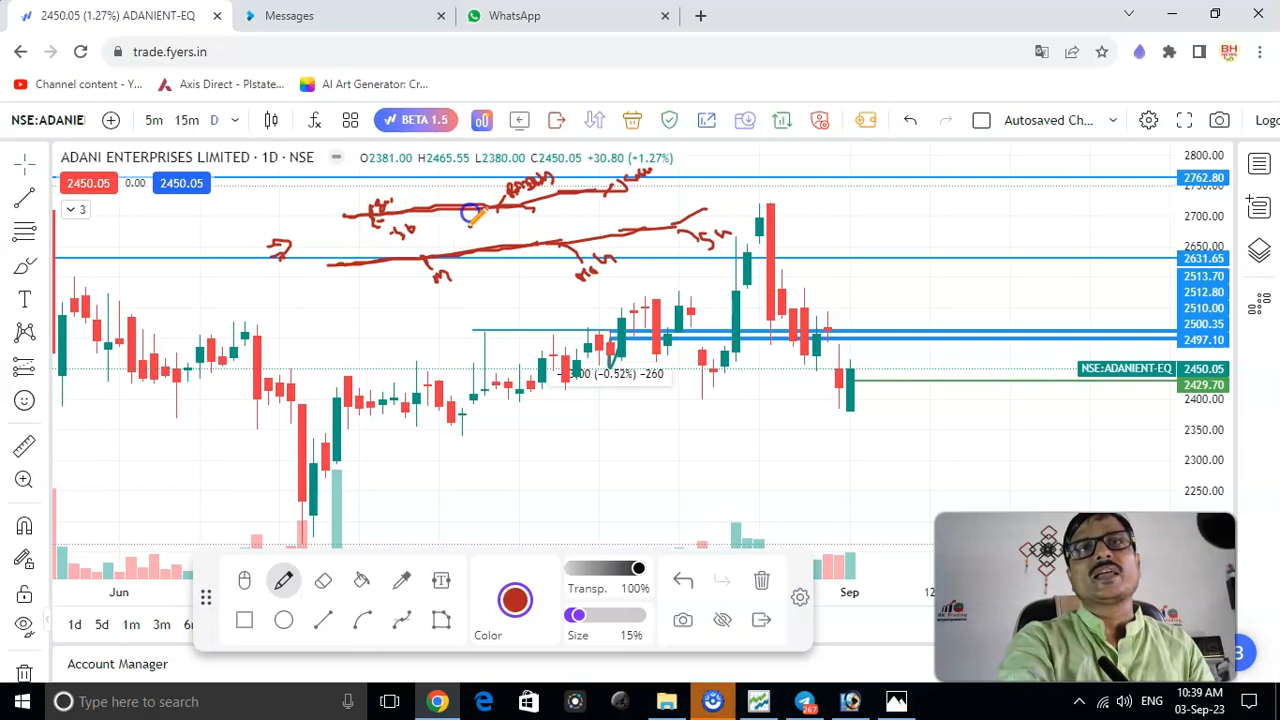 2450.05 (1.27%) ADANIENT-EQ
Messages
WhatsApp
trade.fyers.in
Channel content - Y...
Axis Direct - Plstate...
AI Art Generator: Cr...
NSE:ADANIE
5m 15m D
BETA 1.5
Autosaved Ch...
Logo
ADANI ENTERPRISES LIMITED · 1D · NSE
O2381.00 H2465.55 L2380.00 C2450.05 +30.80 (+1.27%)
2450.05 0.00 2450.05
3
2800.00
2762.80
2750.00
2700.00
2650.00
2631.65
2513.70
2512.80
2510.00
2500.35
2497.10
NSE:ADANIENT-EQ 2450.05
(−0.52%) −260
2429.70
2400.00
2350.00
2300.00
2250.00
Transp. 100%
Color
Size 15%
Jun
Sep
1d 5d 1m 3m
Account Manager
Type here to search
267
ENG
10:39 AM
03-Sep-23